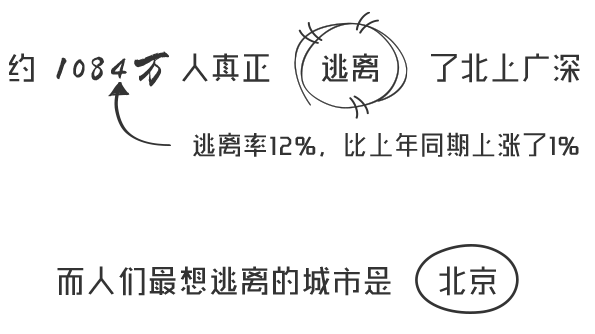 约 1084万 人真正 逃离 了北上广深
逃离率12%，比上年同期上涨了1%
而人们最想逃离的城市是 北京